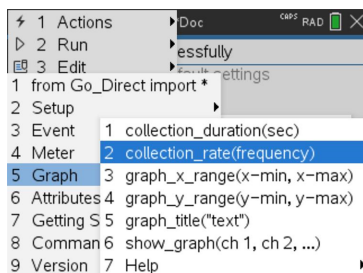 1 Actions
Doc CAPS RAD
2 Run
essfully
3 Edit
fault settings
1 from Go_Direct import *
2 Setup
3 Event
4 Meter
5 Graph
6 Attributes
7 Getting S
8 Comman
9 Version
1 collection_duration(sec)
2 collection_rate(frequency)
3 graph_x_range(x-min, x-max)
4 graph_y_range(y-min, y-max)
5 graph_title("text")
6 show_graph(ch 1, ch 2, ...)
7 Help